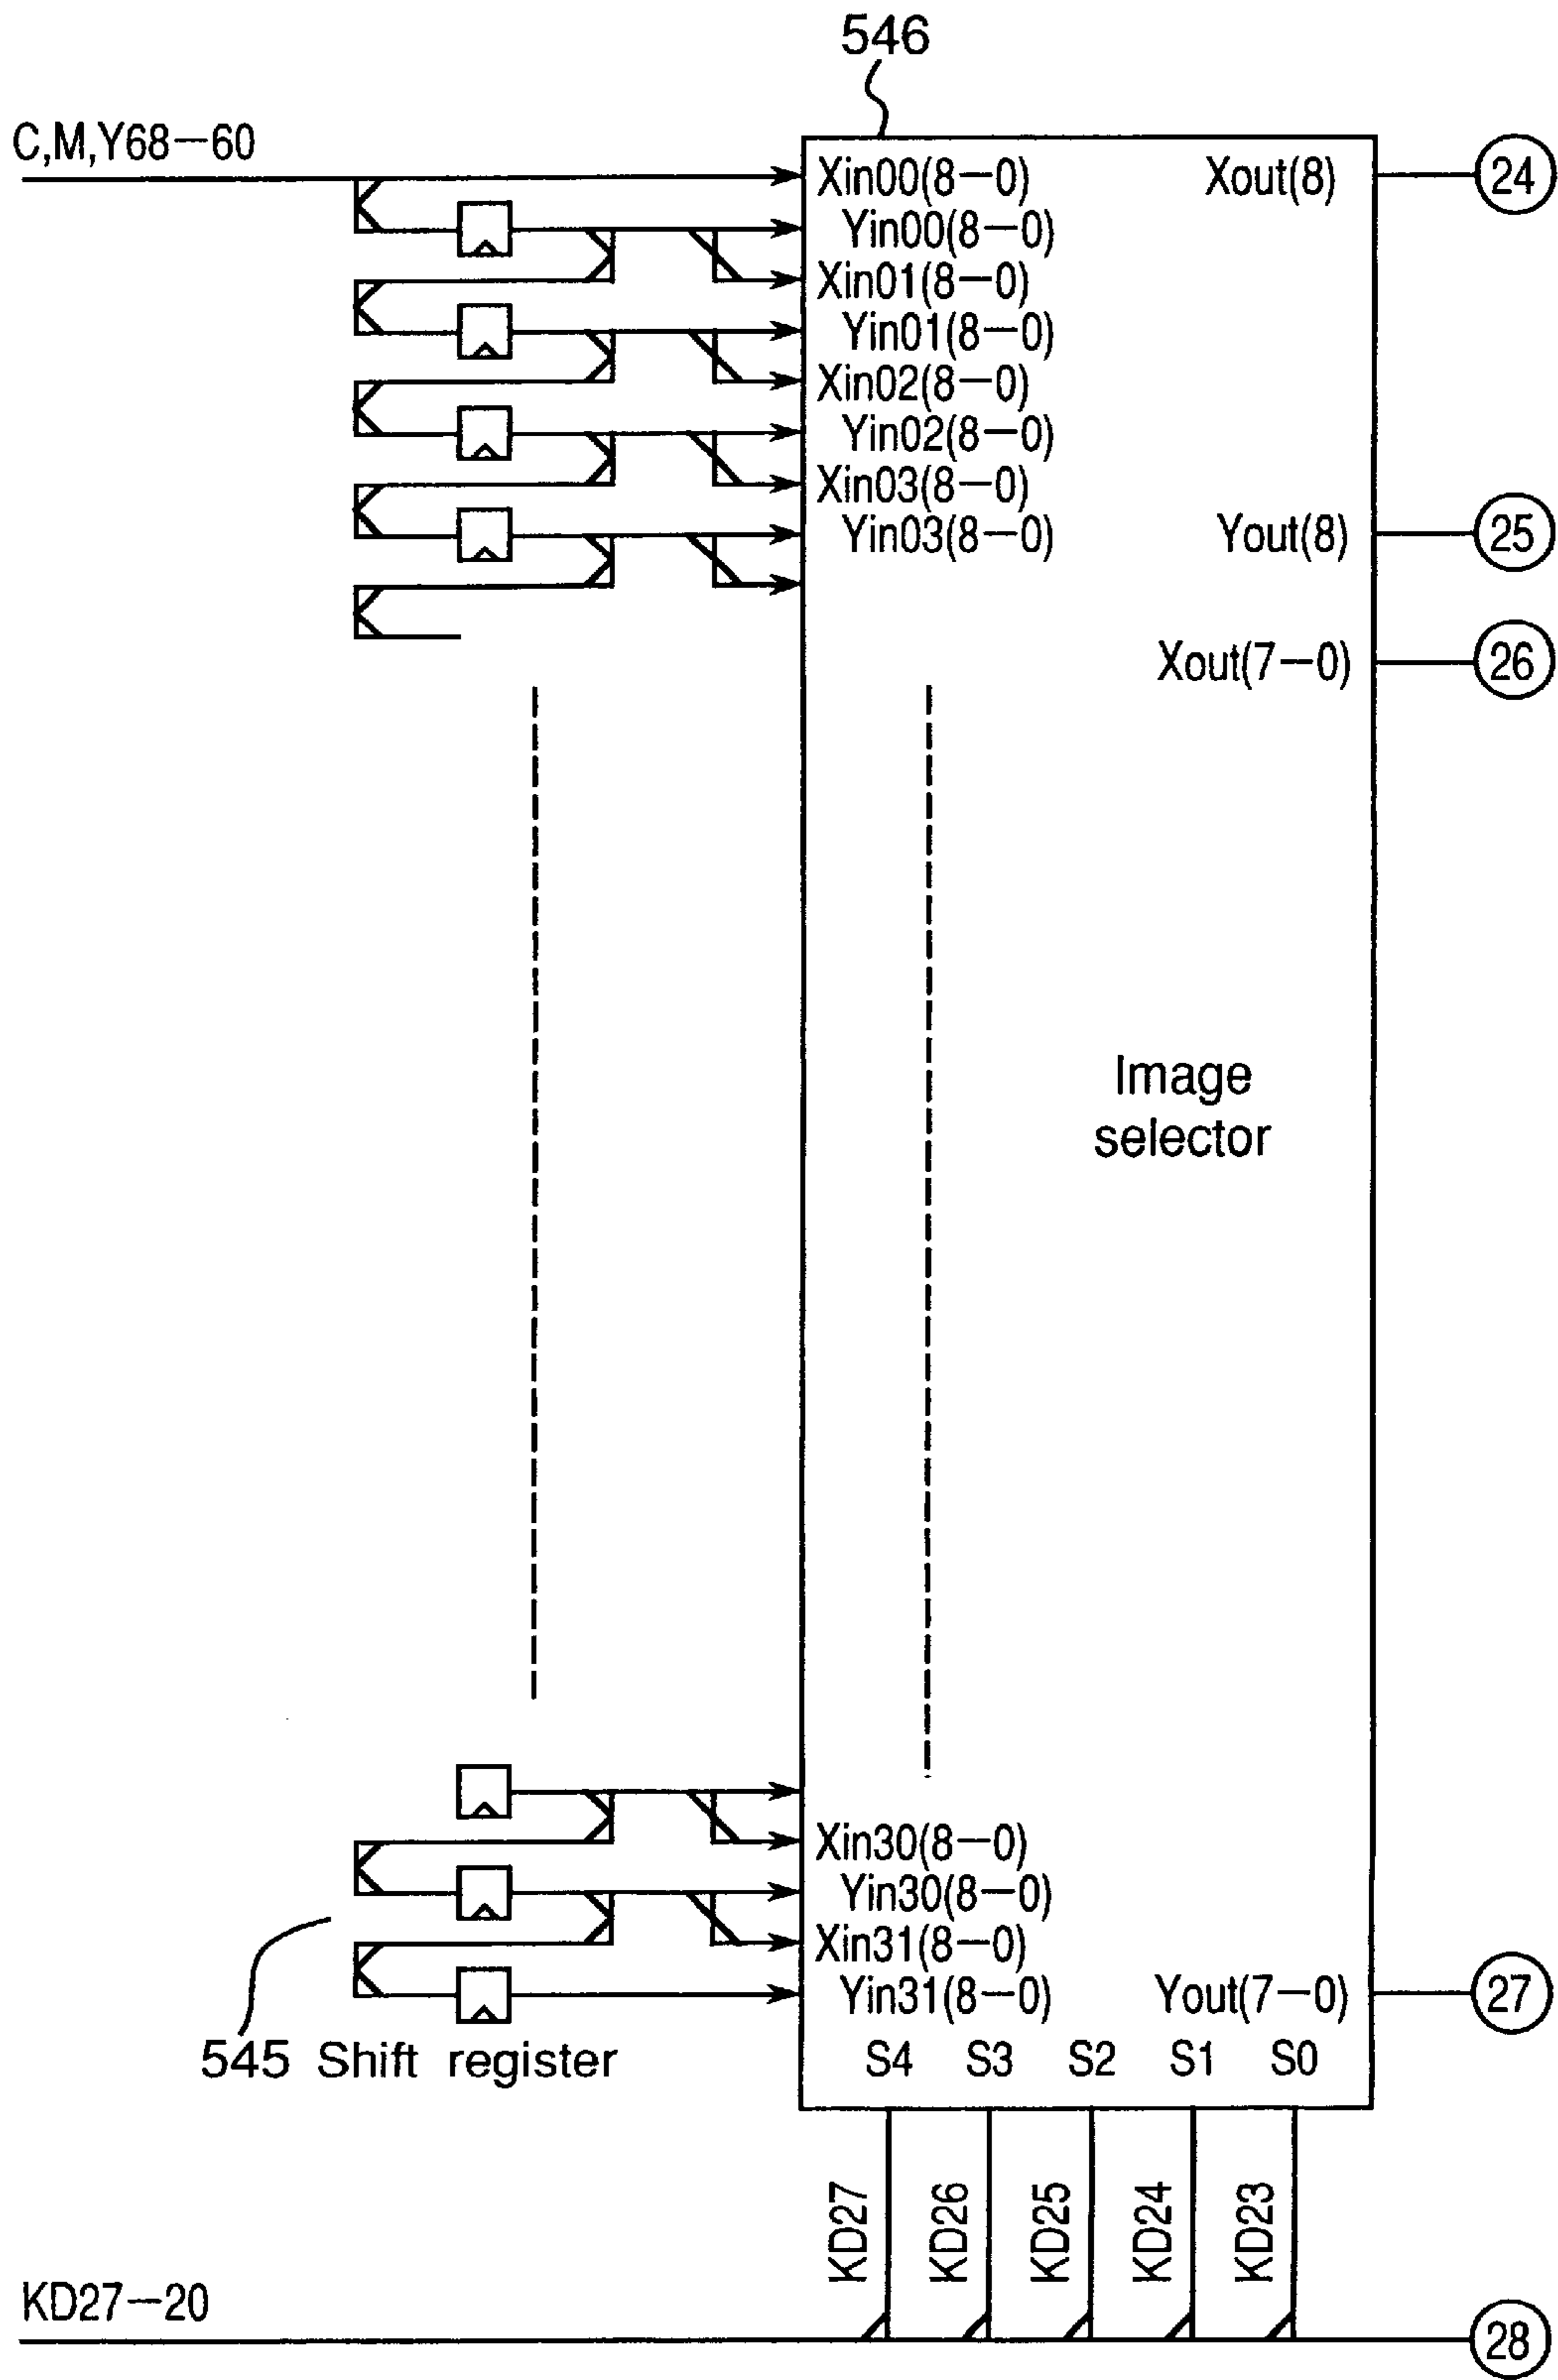 546
C,M,Y68—60
Xin00(8—0)
Xout(8)
24
Yin00(8—0)
Xin01(8—0)
Yin01(8—0)
Xin02(8—0)
Yin02(8—0)
Xin03(8—0)
Yin03(8—0)
Yout(8)
25
Xout(7—0)
26
Image
selector
Xin30(8—0)
Yin30(8—0)
Xin31(8—0)
Yin31(8—0)
Yout(7—0)
27
545 Shift register
S4 S3 S2 S1 S0
KD27
KD26
KD25
KD24
KD23
KD27—20
28